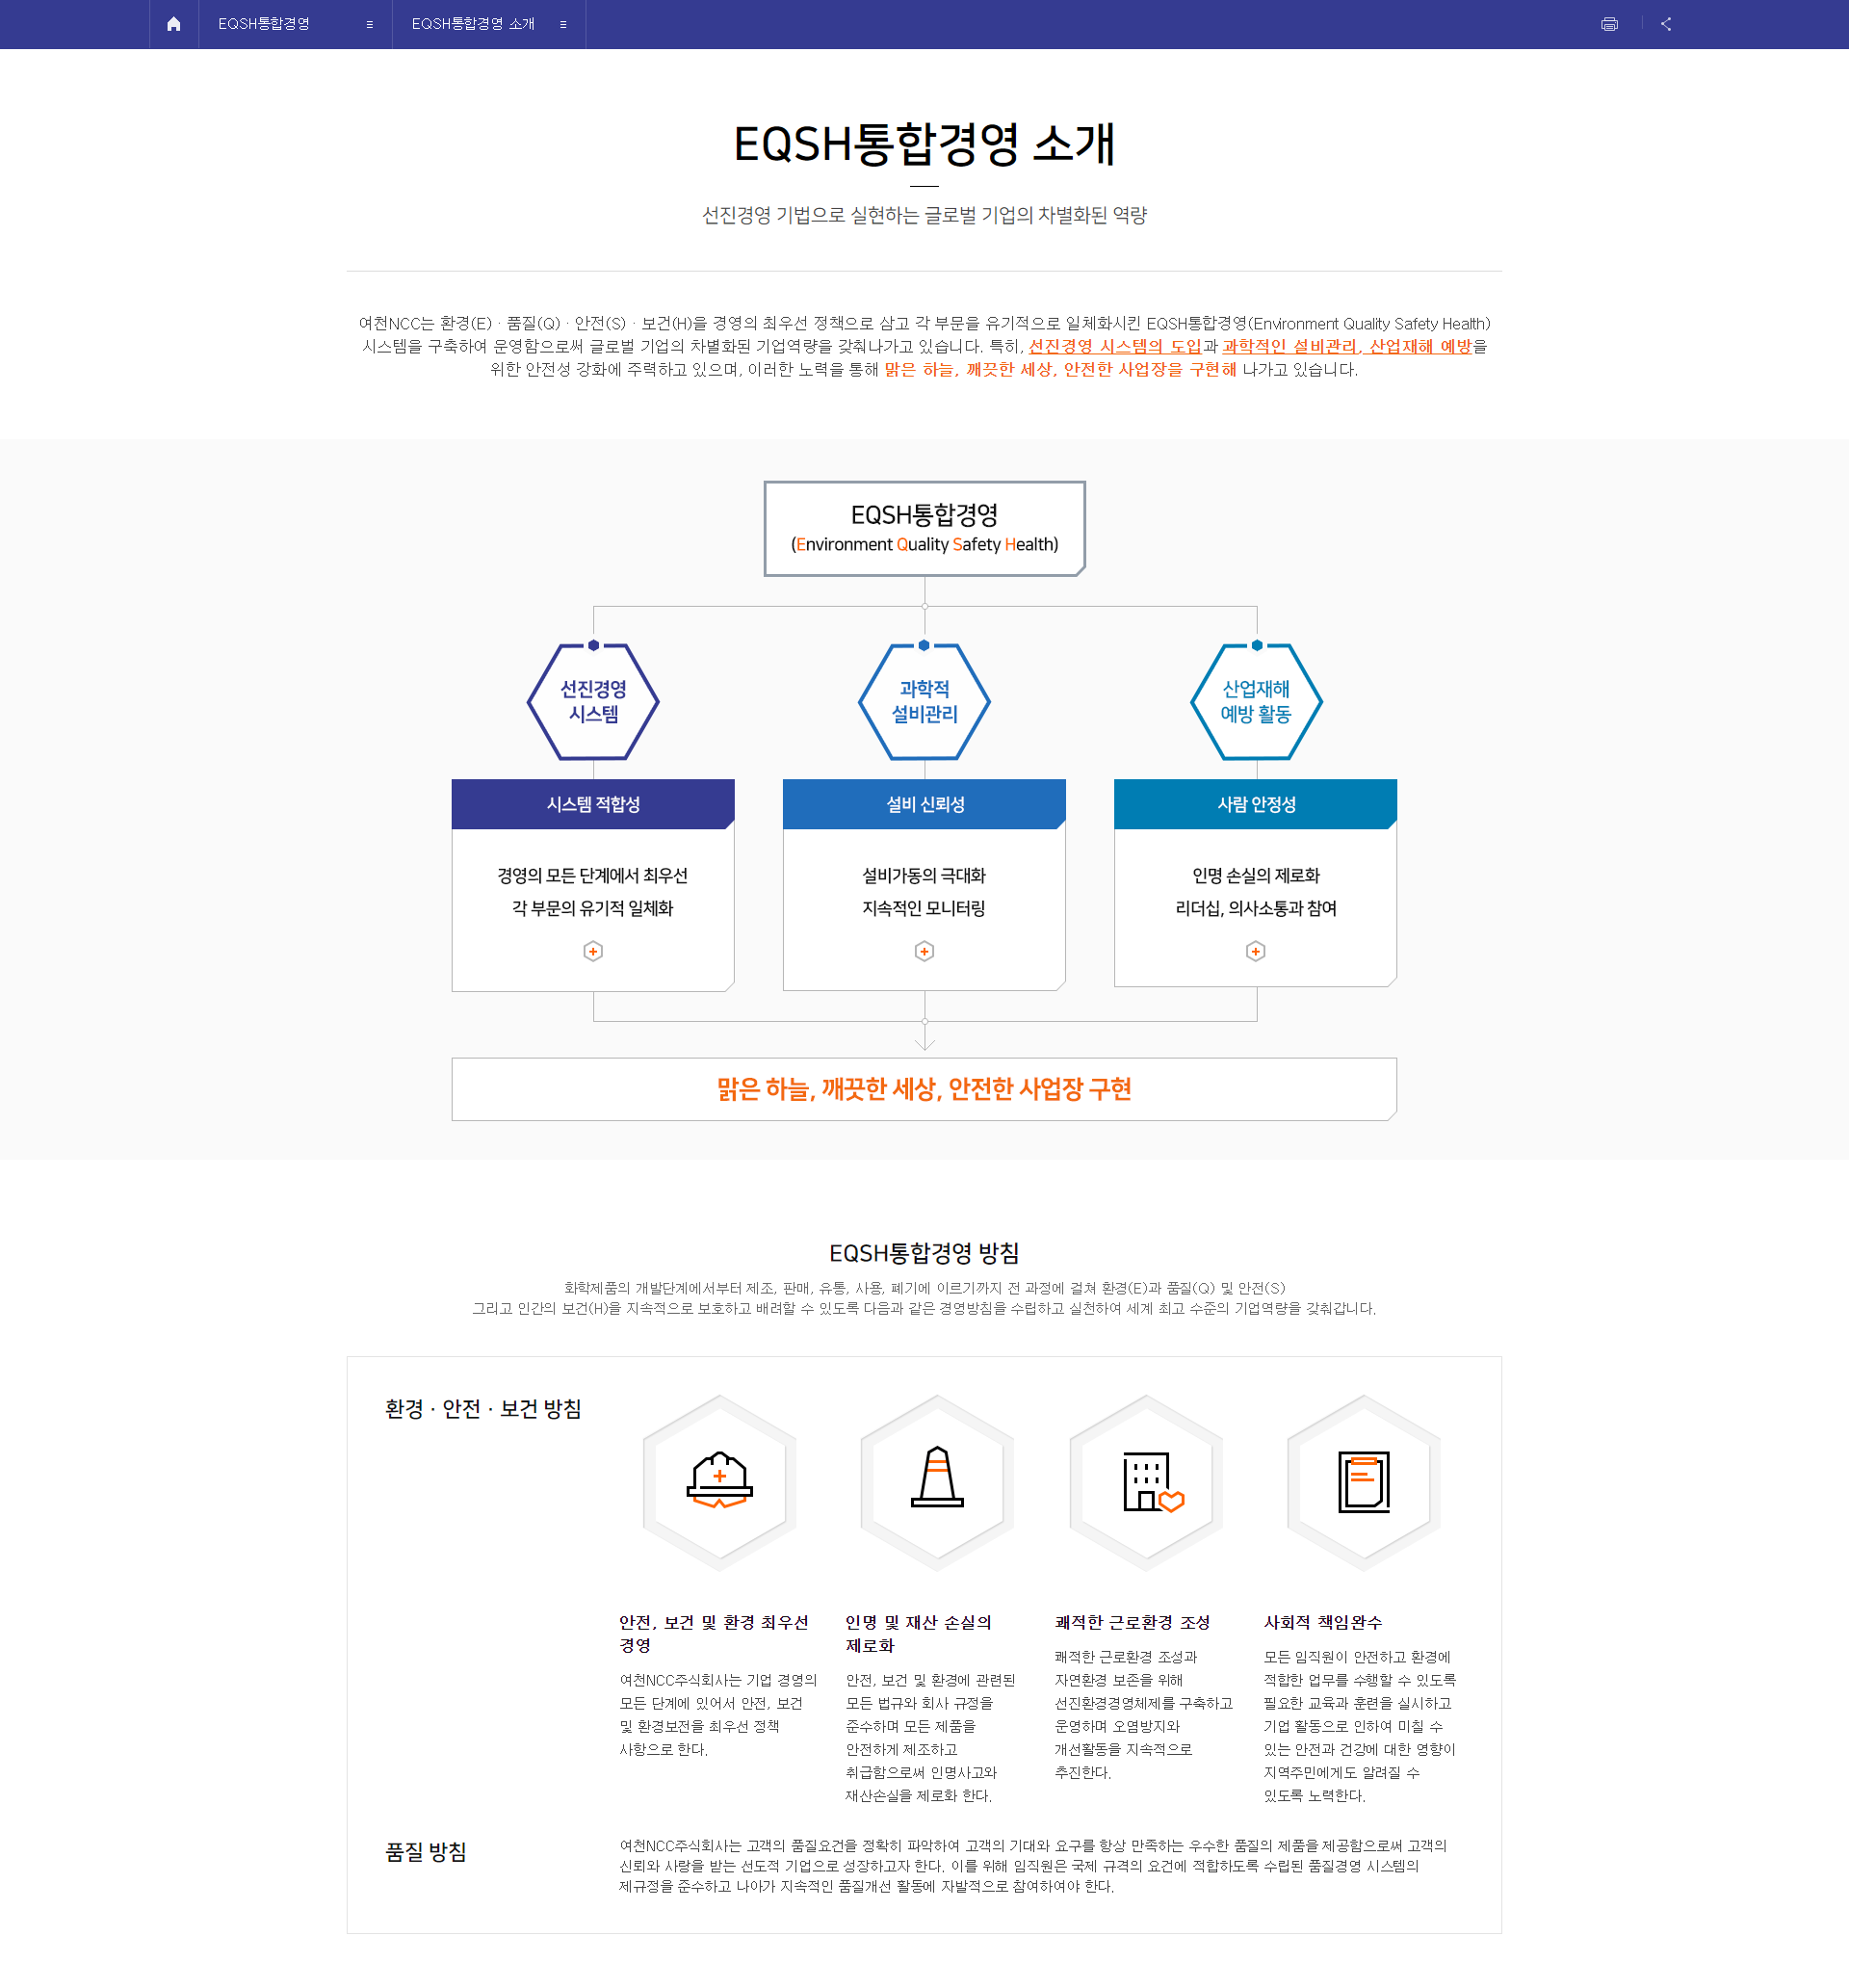 EQSH통합경영
EQSH통합경영 소개
EQSH통합경영 소개
선진경영 기법으로 실현하는 글로벌 기업의 차별화된 역량
여천NCC는 환경(E) · 품질(Q) · 안전(S) · 보건(H)을 경영의 최우선 정책으로 삼고 각 부문을 유기적으로 일체화시킨 EQSH통합경영(Environment Quality Safety Health)
시스템을 구축하여 운영함으로써 글로벌 기업의 차별화된 기업역량을 갖춰나가고 있습니다. 특히, 선진경영 시스템의 도입과 과학적인 설비관리, 산업재해 예방을
위한 안전성 강화에 주력하고 있으며, 이러한 노력을 통해 맑은 하늘, 깨끗한 세상, 안전한 사업장을 구현해 나가고 있습니다.
EQSH통합경영
(Environment Quality Safety Health)
선진경영
시스템
과학적
설비관리
산업재해
예방 활동
시스템 적합성
설비 신뢰성
사람 안정성
경영의 모든 단계에서 최우선
각 부문의 유기적 일체화
설비가동의 극대화
지속적인 모니터링
인명 손실의 제로화
리더십, 의사소통과 참여
맑은 하늘, 깨끗한 세상, 안전한 사업장 구현
EQSH통합경영 방침
화학제품의 개발단계에서부터 제조, 판매, 유통, 사용, 폐기에 이르기까지 전 과정에 걸쳐 환경(E)과 품질(Q) 및 안전(S)
그리고 인간의 보건(H)을 지속적으로 보호하고 배려할 수 있도록 다음과 같은 경영방침을 수립하고 실천하여 세계 최고 수준의 기업역량을 갖춰갑니다.
환경 · 안전 · 보건 방침
안전, 보건 및 환경 최우선
경영
여천NCC주식회사는 기업 경영의
모든 단계에 있어서 안전, 보건
및 환경보전을 최우선 정책
사항으로 한다.
인명 및 재산 손실의
제로화
안전, 보건 및 환경에 관련된
모든 법규와 회사 규정을
준수하며 모든 제품을
안전하게 제조하고
취급함으로써 인명사고와
재산손실을 제로화 한다.
쾌적한 근로환경 조성
쾌적한 근로환경 조성과
자연환경 보존을 위해
선진환경경영체제를 구축하고
운영하며 오염방지와
개선활동을 지속적으로
추진한다.
사회적 책임완수
모든 임직원이 안전하고 환경에
적합한 업무를 수행할 수 있도록
필요한 교육과 훈련을 실시하고
기업 활동으로 인하여 미칠 수
있는 안전과 건강에 대한 영향이
지역주민에게도 알려질 수
있도록 노력한다.
품질 방침
여천NCC주식회사는 고객의 품질요건을 정확히 파악하여 고객의 기대와 요구를 항상 만족하는 우수한 품질의 제품을 제공함으로써 고객의
신뢰와 사랑을 받는 선도적 기업으로 성장하고자 한다. 이를 위해 임직원은 국제 규격의 요건에 적합하도록 수립된 품질경영 시스템의
제규정을 준수하고 나아가 지속적인 품질개선 활동에 자발적으로 참여하여야 한다.